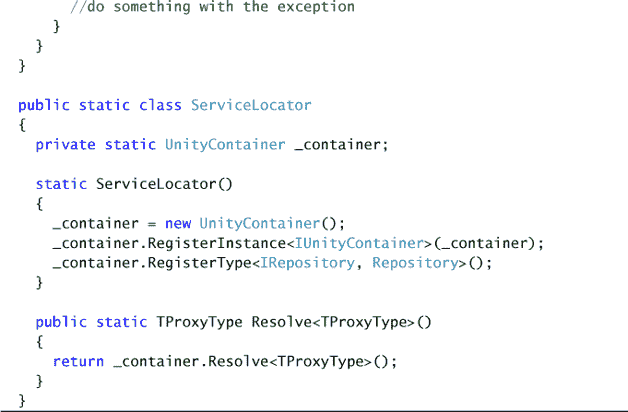 //do something with the exception
}
}
}
public static class ServiceLocator
{
private static UnityContainer _container;
static ServiceLocator()
{
_container = new UnityContainer();
_container.RegisterInstance<IUnityContainer>(_container);
_container.RegisterType<IRepository, Repository>();
}
public static TProxyType Resolve<TProxyType>()
{
return _container.Resolve<TProxyType>();
}
}